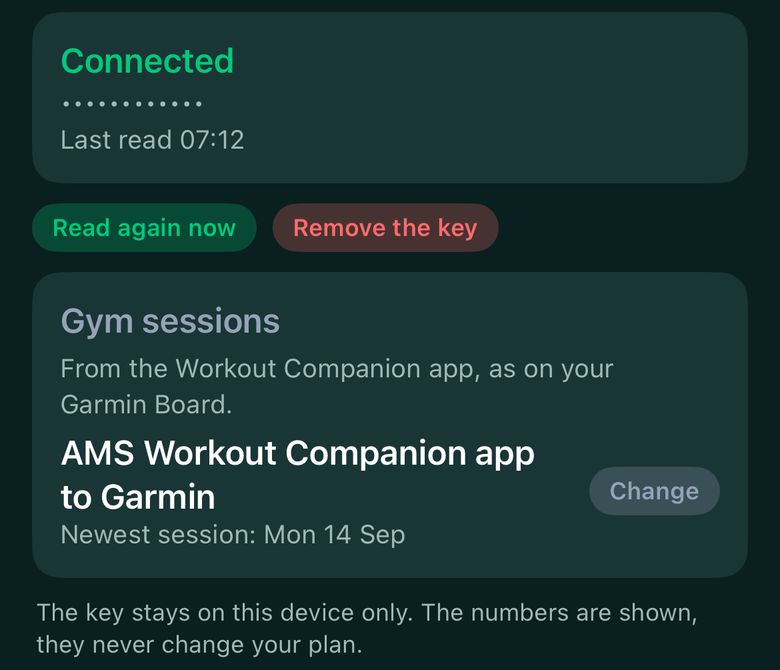 Connected
••••••••••••
Last read 07:12
Read again now
Remove the key
Gym sessions
From the Workout Companion app, as on your
Garmin Board.
AMS Workout Companion app
to Garmin
Change
Newest session: Mon 14 Sep
The key stays on this device only. The numbers are shown,
they never change your plan.